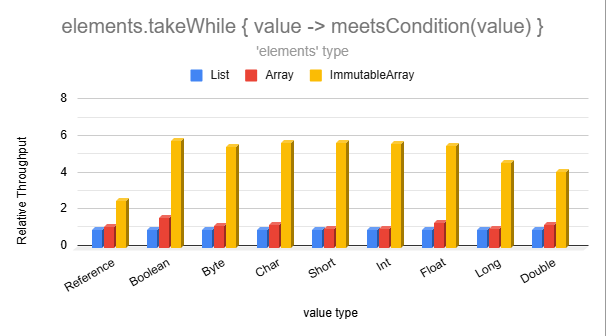 elements.takeWhile { value -> meetsCondition(value) }
'elements' type
List Array ImmutableArray
Relative Throughput
8
6
4
2
0
Reference Boolean Byte Char Short Int Float Long Double
value type